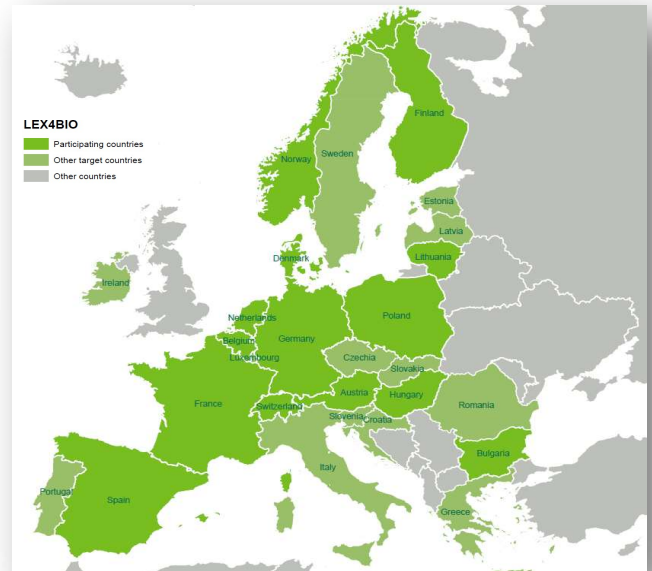 LEX4BIO
Participating countries
Other target countries
Other countries
Finland
Norway
Sweden
Estonia
Latvia
Denmark
Lithuania
Ireland
Netherlands
Poland
Belgium
Germany
Luxembourg
Czechia
Slovakia
Austria
Hungary
France
Switzerland
Romania
Slovenia
Croatia
Bulgaria
Italy
Portugal
Spain
Greece